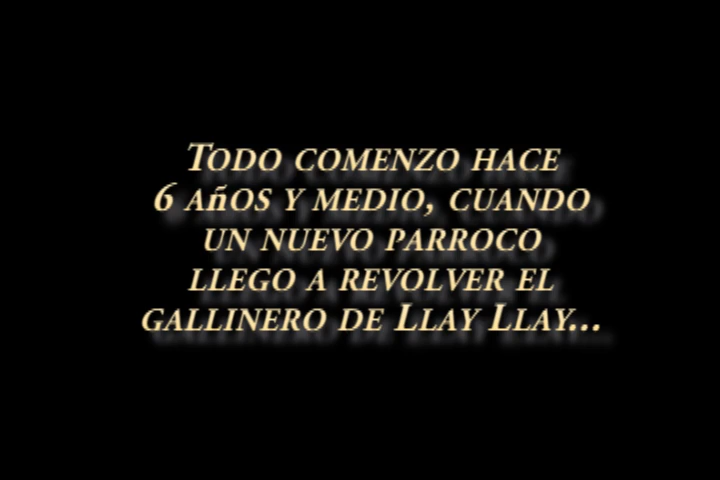 Todo comenzo hace
6 años y medio, cuando
un nuevo parroco
llego a revolver el
gallinero de Llay Llay...